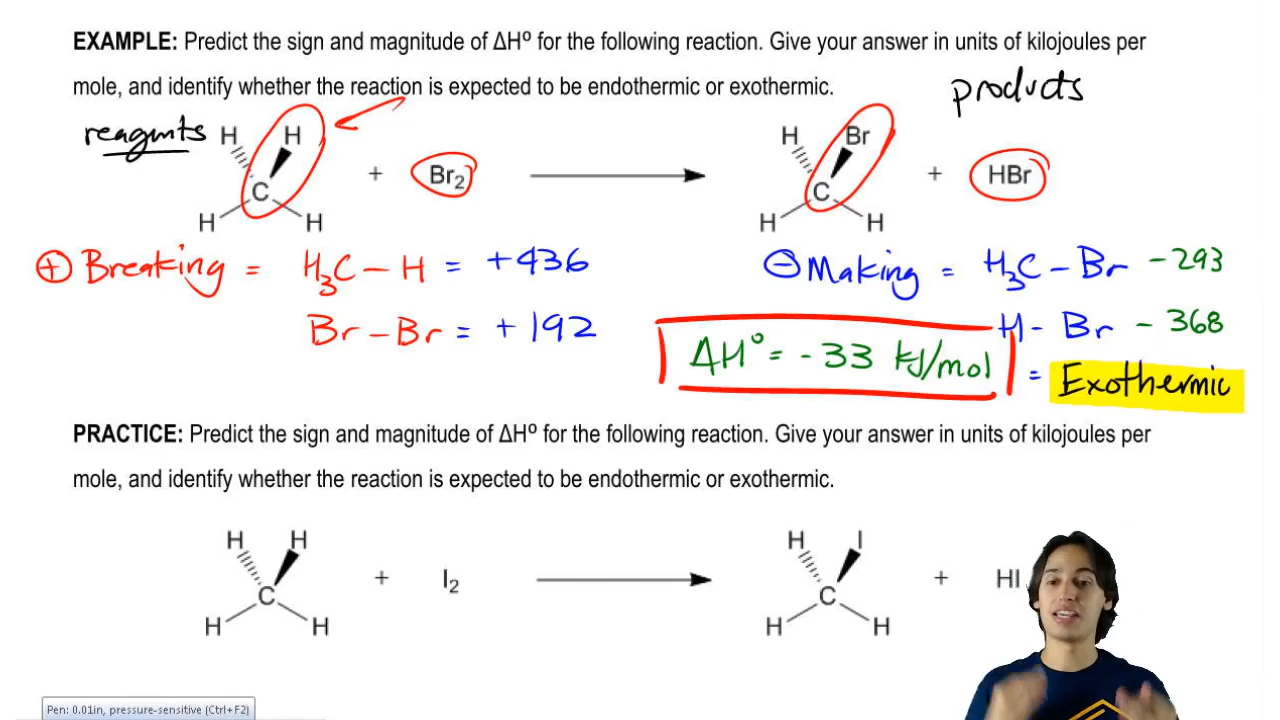 EXAMPLE: Predict the sign and magnitude of ΔHº for the following reaction. Give your answer in units of kilojoules per
mole, and identify whether the reaction is expected to be endothermic or exothermic.
products
reagents
H H
C
H H
+
Br₂
H Br
C
H H
+
HBr
⊕ Breaking = H₃C – H = +436
Br – Br = + 192
⊖ Making = H₃C – Br - 293
H - Br - 368
ΔH° = - 33 kJ/mol
= Exothermic
PRACTICE: Predict the sign and magnitude of ΔHº for the following reaction. Give your answer in units of kilojoules per
mole, and identify whether the reaction is expected to be endothermic or exothermic.
H H
C
H H
+
I₂
H I
C
H H
+
HI
Pen: 0.01in, pressure-sensitive (Ctrl+F2)